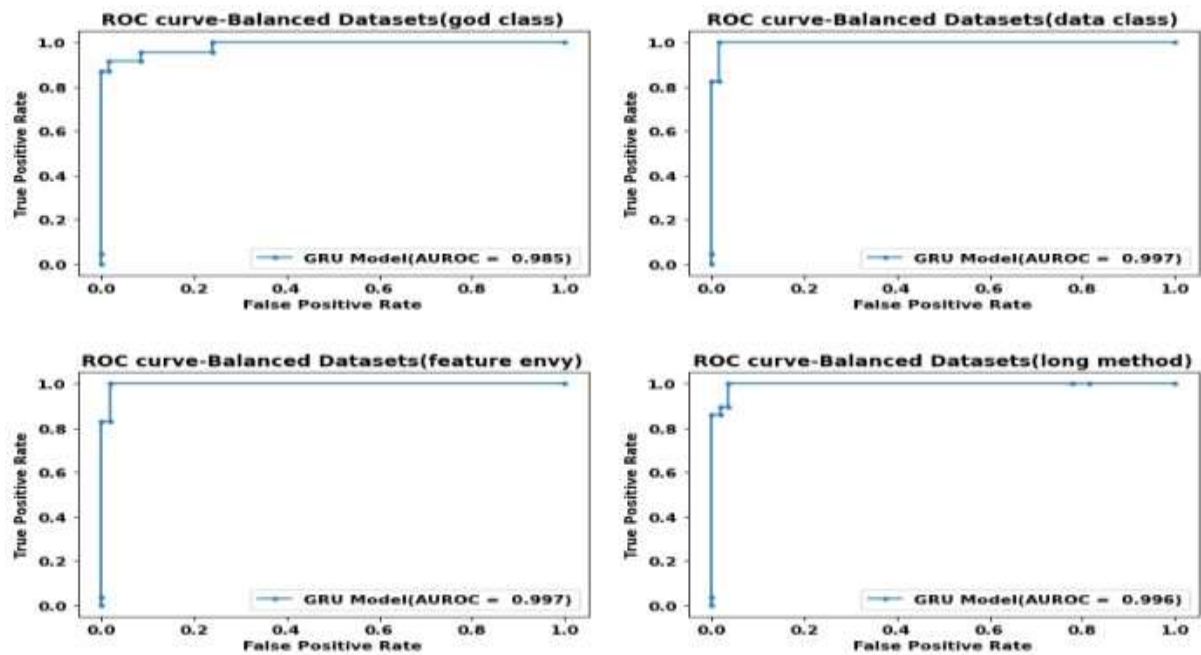 ROC curve-Balanced Datasets(god class)
True Positive Rate
1.0
0.8
0.6
0.4
0.2
0.0
GRU Model(AUROC = 0.985)
0.0 0.2 0.4 0.6 0.8 1.0
False Positive Rate
ROC curve-Balanced Datasets(data class)
True Positive Rate
1.0
0.8
0.6
0.4
0.2
0.0
GRU Model(AUROC = 0.997)
0.0 0.2 0.4 0.6 0.8 1.0
False Positive Rate
ROC curve-Balanced Datasets(feature envy)
True Positive Rate
1.0
0.8
0.6
0.4
0.2
0.0
GRU Model(AUROC = 0.997)
0.0 0.2 0.4 0.6 0.8 1.0
False Positive Rate
ROC curve-Balanced Datasets(long method)
True Positive Rate
1.0
0.8
0.6
0.4
0.2
0.0
GRU Model(AUROC = 0.996)
0.0 0.2 0.4 0.6 0.8 1.0
False Positive Rate